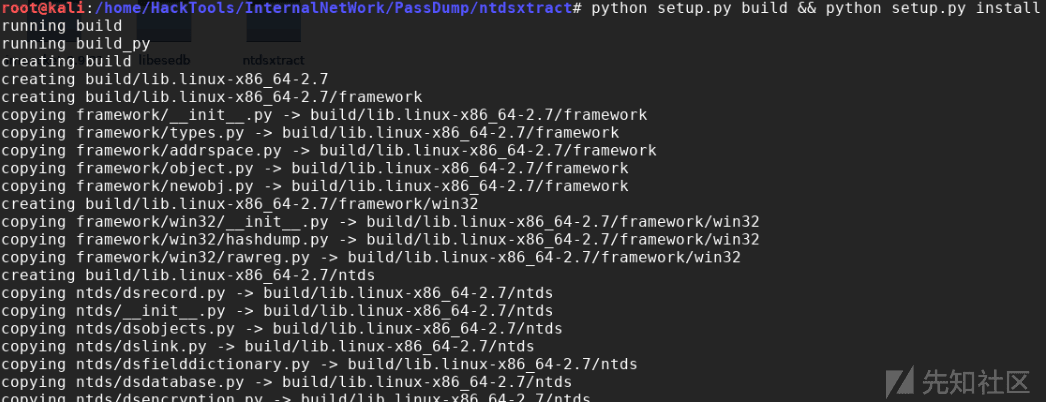 root@kali:/home/HackTools/InternalNetWork/PassDump/ntdsxtract# python setup.py build && python setup.py install
running build
running build_py
creating build
libesedb
ntdsxtract
creating build/lib.linux-x86_64-2.7
creating build/lib.linux-x86_64-2.7/framework
copying framework/__init__.py -> build/lib.linux-x86_64-2.7/framework
copying framework/types.py -> build/lib.linux-x86_64-2.7/framework
copying framework/addrspace.py -> build/lib.linux-x86_64-2.7/framework
copying framework/object.py -> build/lib.linux-x86_64-2.7/framework
copying framework/newobj.py -> build/lib.linux-x86_64-2.7/framework
creating build/lib.linux-x86_64-2.7/framework/win32
copying framework/win32/__init__.py -> build/lib.linux-x86_64-2.7/framework/win32
copying framework/win32/hashdump.py -> build/lib.linux-x86_64-2.7/framework/win32
copying framework/win32/rawreg.py -> build/lib.linux-x86_64-2.7/framework/win32
creating build/lib.linux-x86_64-2.7/ntds
copying ntds/dsrecord.py -> build/lib.linux-x86_64-2.7/ntds
copying ntds/__init__.py -> build/lib.linux-x86_64-2.7/ntds
copying ntds/dsobjects.py -> build/lib.linux-x86_64-2.7/ntds
copying ntds/dslink.py -> build/lib.linux-x86_64-2.7/ntds
copying ntds/dsfielddictionary.py -> build/lib.linux-x86_64-2.7/ntds
copying ntds/dsdatabase.py -> build/lib.linux-x86_64-2.7/ntds
copying ntds/dsencryption.py -> build/lib.linux-x86_64-2.7/ntds
先知社区